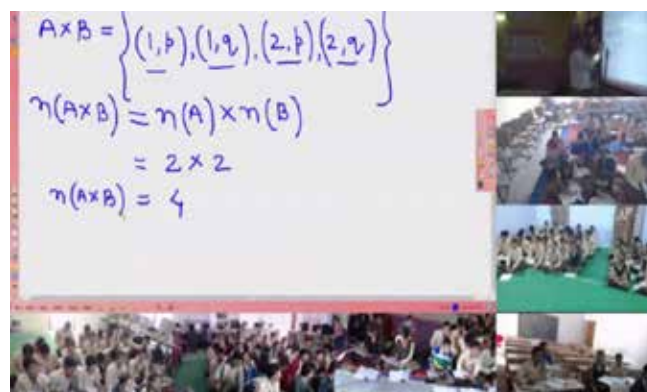 A×B = {(1,p),(1,q),(2,p),(2,q)}
n(A×B) = n(A)×n(B)
= 2×2
n(A×B) = 4